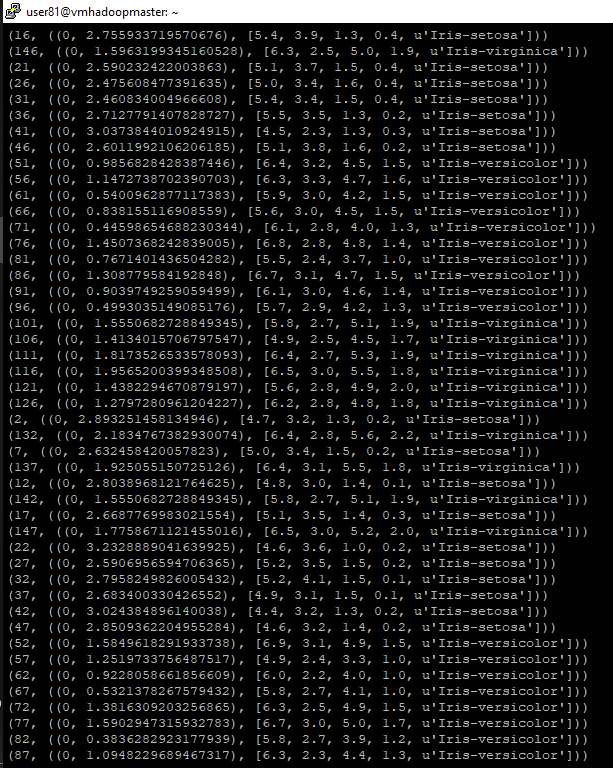 user81@vmhadoopmaster: ~
(16, ((0, 2.755933719570676), [5.4, 3.9, 1.3, 0.4, u'Iris-setosa']))
(146, ((0, 1.5963199345160528), [6.3, 2.5, 5.0, 1.9, u'Iris-virginica']))
(21, ((0, 2.590232422003863), [5.1, 3.7, 1.5, 0.4, u'Iris-setosa']))
(26, ((0, 2.475608477391635), [5.0, 3.4, 1.6, 0.4, u'Iris-setosa']))
(31, ((0, 2.460834004966608), [5.4, 3.4, 1.5, 0.4, u'Iris-setosa']))
(36, ((0, 2.7127791407828727), [5.5, 3.5, 1.3, 0.2, u'Iris-setosa']))
(41, ((0, 3.0373844010924915), [4.5, 2.3, 1.3, 0.3, u'Iris-setosa']))
(46, ((0, 2.6011992106206185), [5.1, 3.8, 1.6, 0.2, u'Iris-setosa']))
(51, ((0, 0.9856828428387446), [6.4, 3.2, 4.5, 1.5, u'Iris-versicolor']))
(56, ((0, 1.1472738702390703), [6.3, 3.3, 4.7, 1.6, u'Iris-versicolor']))
(61, ((0, 0.5400962877117383), [5.9, 3.0, 4.2, 1.5, u'Iris-versicolor']))
(66, ((0, 0.838155116908559), [5.6, 3.0, 4.5, 1.5, u'Iris-versicolor']))
(71, ((0, 0.44598654688230344), [6.1, 2.8, 4.0, 1.3, u'Iris-versicolor']))
(76, ((0, 1.4507368242839005), [6.8, 2.8, 4.8, 1.4, u'Iris-versicolor']))
(81, ((0, 0.7671401436504282), [5.5, 2.4, 3.7, 1.0, u'Iris-versicolor']))
(86, ((0, 1.308779584192848), [6.7, 3.1, 4.7, 1.5, u'Iris-versicolor']))
(91, ((0, 0.9039749259059499), [6.1, 3.0, 4.6, 1.4, u'Iris-versicolor']))
(96, ((0, 0.4993035149085176), [5.7, 2.9, 4.2, 1.3, u'Iris-versicolor']))
(101, ((0, 1.5550682728849345), [5.8, 2.7, 5.1, 1.9, u'Iris-virginica']))
(106, ((0, 1.4134015706797547), [4.9, 2.5, 4.5, 1.7, u'Iris-virginica']))
(111, ((0, 1.8173526533578093), [6.4, 2.7, 5.3, 1.9, u'Iris-virginica']))
(116, ((0, 1.9565200399348508), [6.5, 3.0, 5.5, 1.8, u'Iris-virginica']))
(121, ((0, 1.4382294670879197), [5.6, 2.8, 4.9, 2.0, u'Iris-virginica']))
(126, ((0, 1.2797280961204227), [6.2, 2.8, 4.8, 1.8, u'Iris-virginica']))
(2, ((0, 2.893251458134946), [4.7, 3.2, 1.3, 0.2, u'Iris-setosa']))
(132, ((0, 2.1834767382930074), [6.4, 2.8, 5.6, 2.2, u'Iris-virginica']))
(7, ((0, 2.632458420057823), [5.0, 3.4, 1.5, 0.2, u'Iris-setosa']))
(137, ((0, 1.925055150725126), [6.4, 3.1, 5.5, 1.8, u'Iris-virginica']))
(12, ((0, 2.8038968121764625), [4.8, 3.0, 1.4, 0.1, u'Iris-setosa']))
(142, ((0, 1.5550682728849345), [5.8, 2.7, 5.1, 1.9, u'Iris-virginica']))
(17, ((0, 2.6687769983021554), [5.1, 3.5, 1.4, 0.3, u'Iris-setosa']))
(147, ((0, 1.7758671121455016), [6.5, 3.0, 5.2, 2.0, u'Iris-virginica']))
(22, ((0, 3.2328889041639925), [4.6, 3.6, 1.0, 0.2, u'Iris-setosa']))
(27, ((0, 2.5906956594706365), [5.2, 3.5, 1.5, 0.2, u'Iris-setosa']))
(32, ((0, 2.7958249826005432), [5.2, 4.1, 1.5, 0.1, u'Iris-setosa']))
(37, ((0, 2.683400330426552), [4.9, 3.1, 1.5, 0.1, u'Iris-setosa']))
(42, ((0, 3.024384896140038), [4.4, 3.2, 1.3, 0.2, u'Iris-setosa']))
(47, ((0, 2.8509362204955284), [4.6, 3.2, 1.4, 0.2, u'Iris-setosa']))
(52, ((0, 1.5849618291933738), [6.9, 3.1, 4.9, 1.5, u'Iris-versicolor']))
(57, ((0, 1.2519733756487517), [4.9, 2.4, 3.3, 1.0, u'Iris-versicolor']))
(62, ((0, 0.9228058661856609), [6.0, 2.2, 4.0, 1.0, u'Iris-versicolor']))
(67, ((0, 0.5321378267579432), [5.8, 2.7, 4.1, 1.0, u'Iris-versicolor']))
(72, ((0, 1.3816309203256865), [6.3, 2.5, 4.9, 1.5, u'Iris-versicolor']))
(77, ((0, 1.5902947315932783), [6.7, 3.0, 5.0, 1.7, u'Iris-versicolor']))
(82, ((0, 0.3836282923177939), [5.8, 2.7, 3.9, 1.2, u'Iris-versicolor']))
(87, ((0, 1.0948229689467317), [6.3, 2.3, 4.4, 1.3, u'Iris-versicolor']))